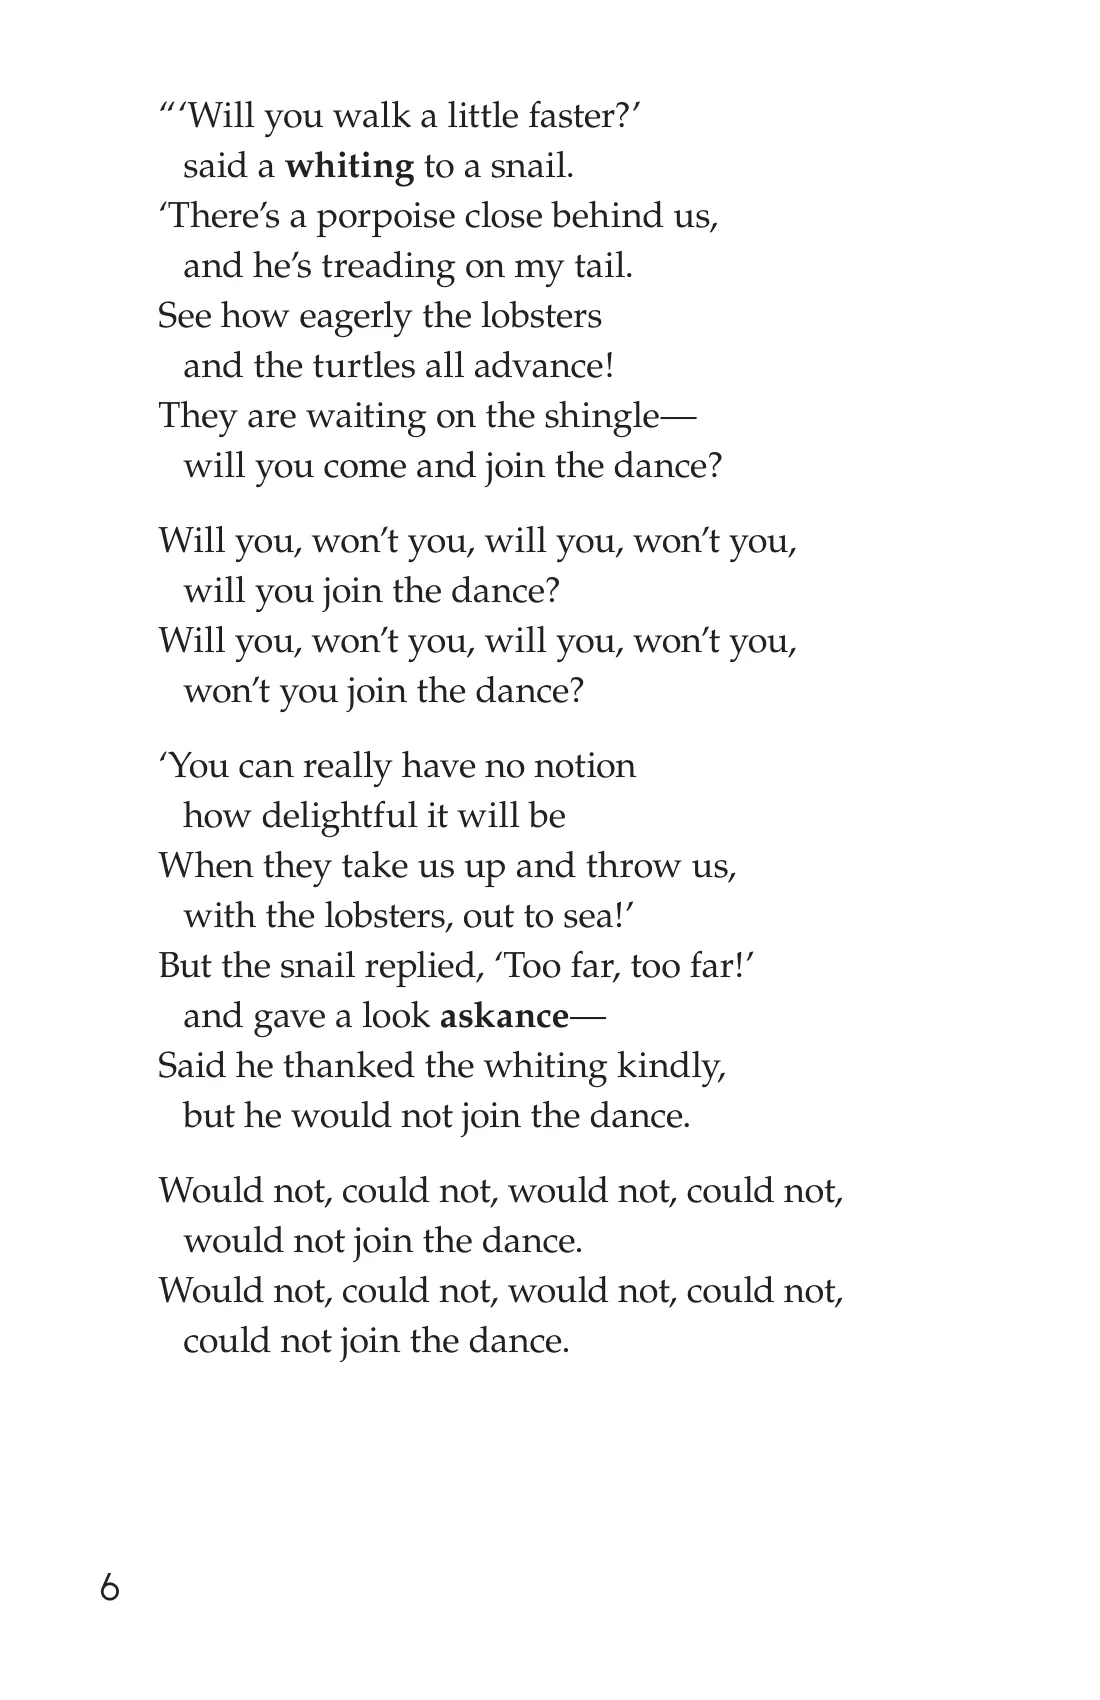 “‘Will you walk a little faster?’
said a whiting to a snail.
‘There’s a porpoise close behind us,
and he’s treading on my tail.
See how eagerly the lobsters
and the turtles all advance!
They are waiting on the shingle—
will you come and join the dance?
Will you, won’t you, will you, won’t you,
will you join the dance?
Will you, won’t you, will you, won’t you,
won’t you join the dance?
‘You can really have no notion
how delightful it will be
When they take us up and throw us,
with the lobsters, out to sea!’
But the snail replied, ‘Too far, too far!’
and gave a look askance—
Said he thanked the whiting kindly,
but he would not join the dance.
Would not, could not, would not, could not,
would not join the dance.
Would not, could not, would not, could not,
could not join the dance.
6